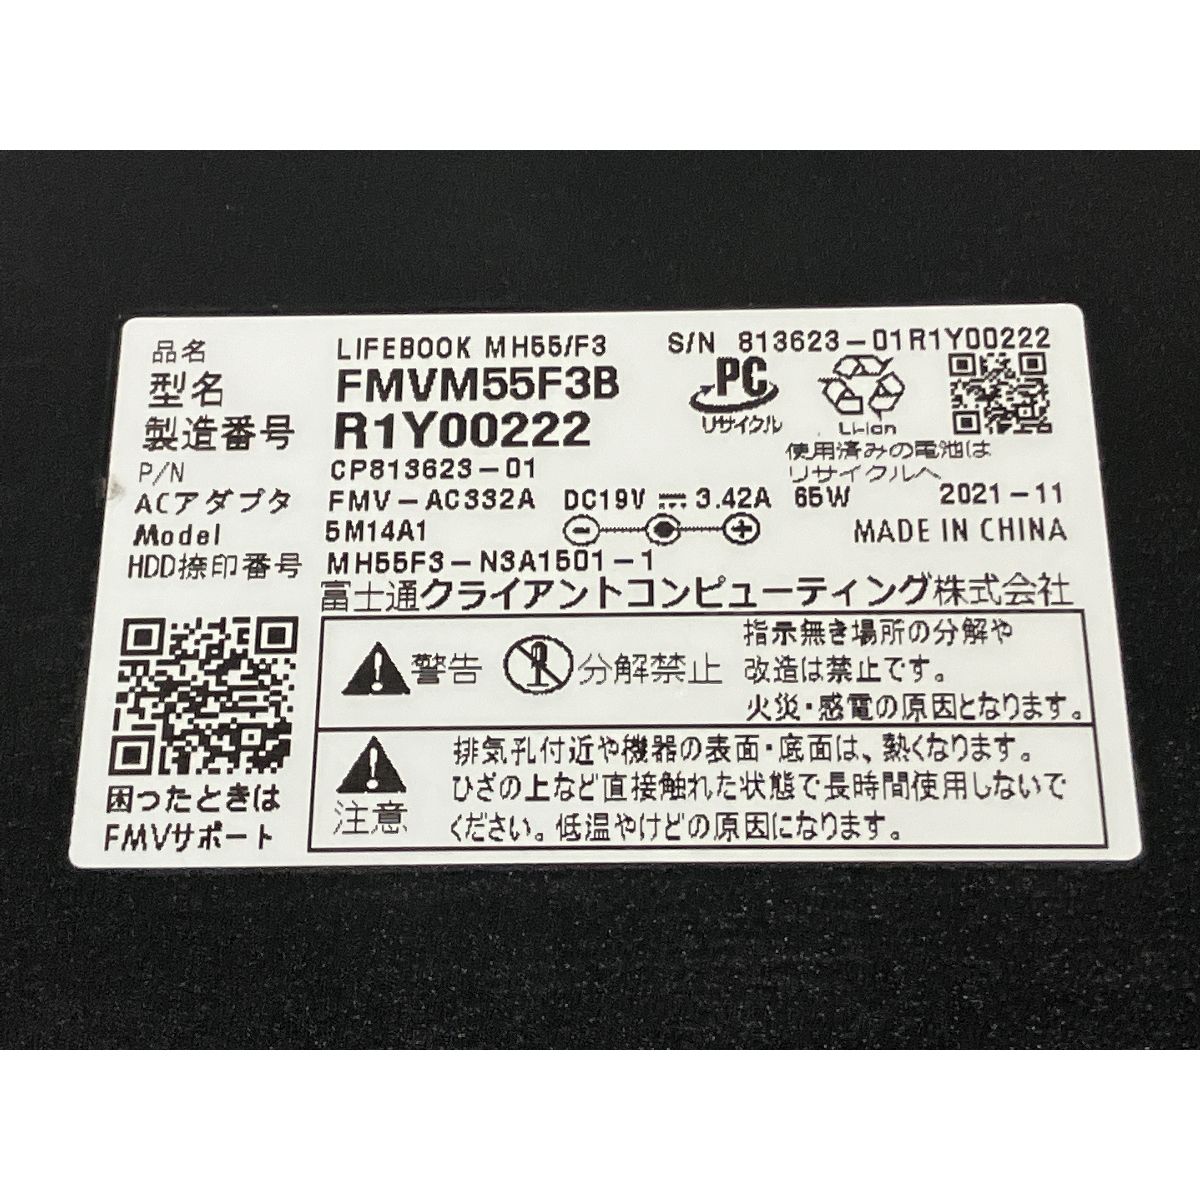 品名 LIFEBOOK MH55/F3 S/N 813623-01R1Y00222
型名 FMVM55F3B
PC
リサイクル
Li-ion
製造番号 R1Y00222
使用済みの電池は
リサイクルへ
P/N CP813623-01
ACアダプタ FMV-AC332A DC19V ⎓ 3.42A 65W 2021-11
Model 5M14A1 MADE IN CHINA
HDD捺印番号 MH55F3-N3A1501-1
富士通クライアントコンピューティング株式会社
警告 分解禁止
指示無き場所の分解や
改造は禁止です。
火災・感電の原因となります。
注意
排気孔付近や機器の表面・底面は、熱くなります。
ひざの上など直接触れた状態で長時間使用しないで
ください。低温やけどの原因になります。
困ったときは
FMVサポート